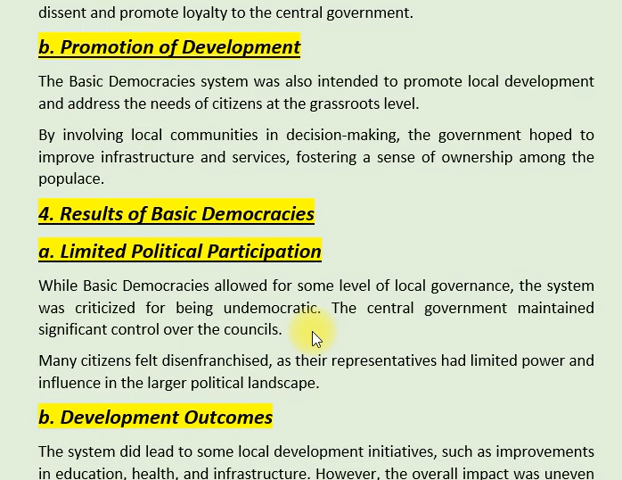 dissent and promote loyalty to the central government.
b. Promotion of Development
The Basic Democracies system was also intended to promote local development
and address the needs of citizens at the grassroots level.
By involving local communities in decision-making, the government hoped to
improve infrastructure and services, fostering a sense of ownership among the
populace.
4. Results of Basic Democracies
a. Limited Political Participation
While Basic Democracies allowed for some level of local governance, the system
was criticized for being undemocratic. The central government maintained
significant control over the councils.
Many citizens felt disenfranchised, as their representatives had limited power and
influence in the larger political landscape.
b. Development Outcomes
The system did lead to some local development initiatives, such as improvements
in education, health, and infrastructure. However, the overall impact was uneven